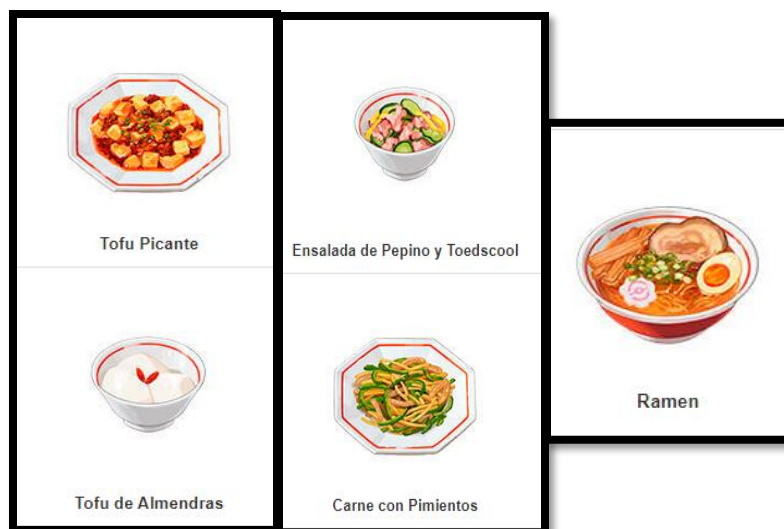 Tofu Picante
Ensalada de Pepino y Toedscool
Ramen
Tofu de Almendras
Carne con Pimientos